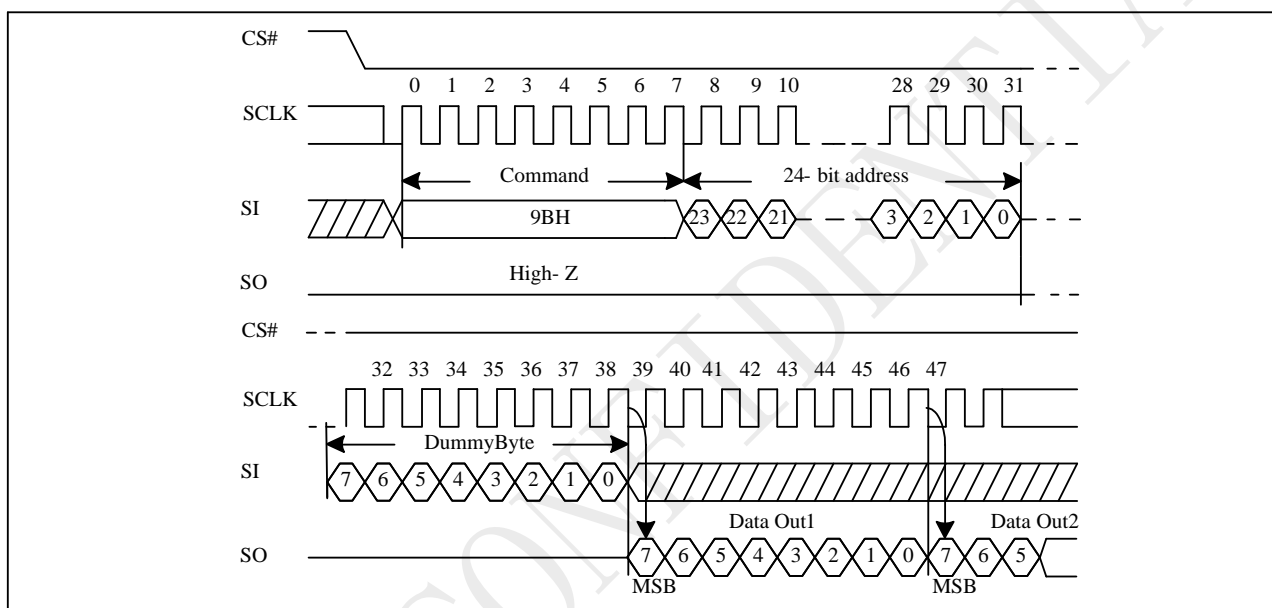 CS#
0 1 2 3 4 5 6 7 8 9 10 28 29 30 31
SCLK
Command 24- bit address
SI 9BH 23 22 21 3 2 1 0
High- Z
SO
CS#
32 33 34 35 36 37 38 39 40 41 42 43 44 45 46 47
SCLK
DummyByte
SI 7 6 5 4 3 2 1 0
Data Out1 Data Out2
SO 7 6 5 4 3 2 1 0 7 6 5
MSB MSB